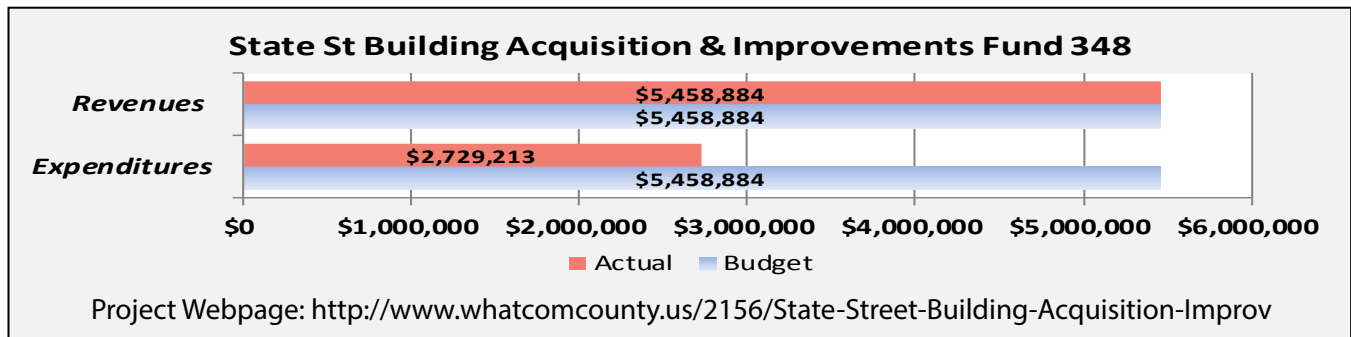 State St Building Acquisition & Improvements Fund 348
Revenues
$5,458,884
$5,458,884
Expenditures
$2,729,213
$5,458,884
$0 $1,000,000 $2,000,000 $3,000,000 $4,000,000 $5,000,000 $6,000,000
Actual Budget
Project Webpage: http://www.whatcomcounty.us/2156/State-Street-Building-Acquisition-Improv